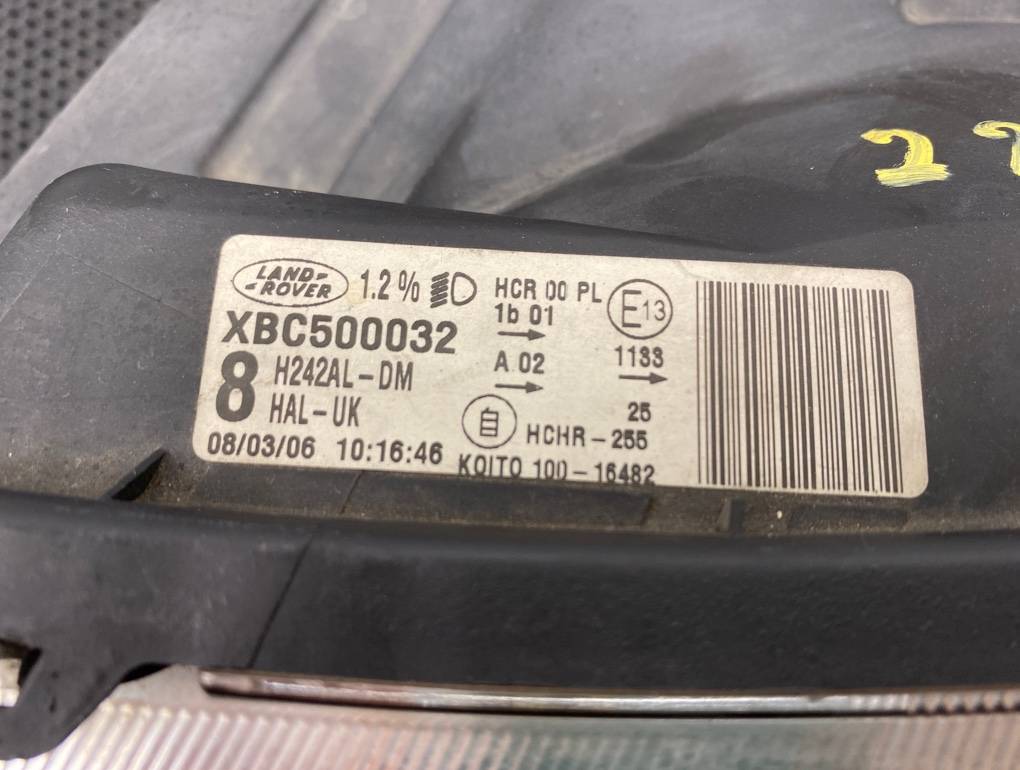 LAND-
-ROVER
1.2%
XBC500032
8
H242AL-DM
HAL-UK
08/03/06 10:16:46
HCR 00 PL
1b 01
A 02
E13
1133
25
HCHR-255
KOITO 100-16482